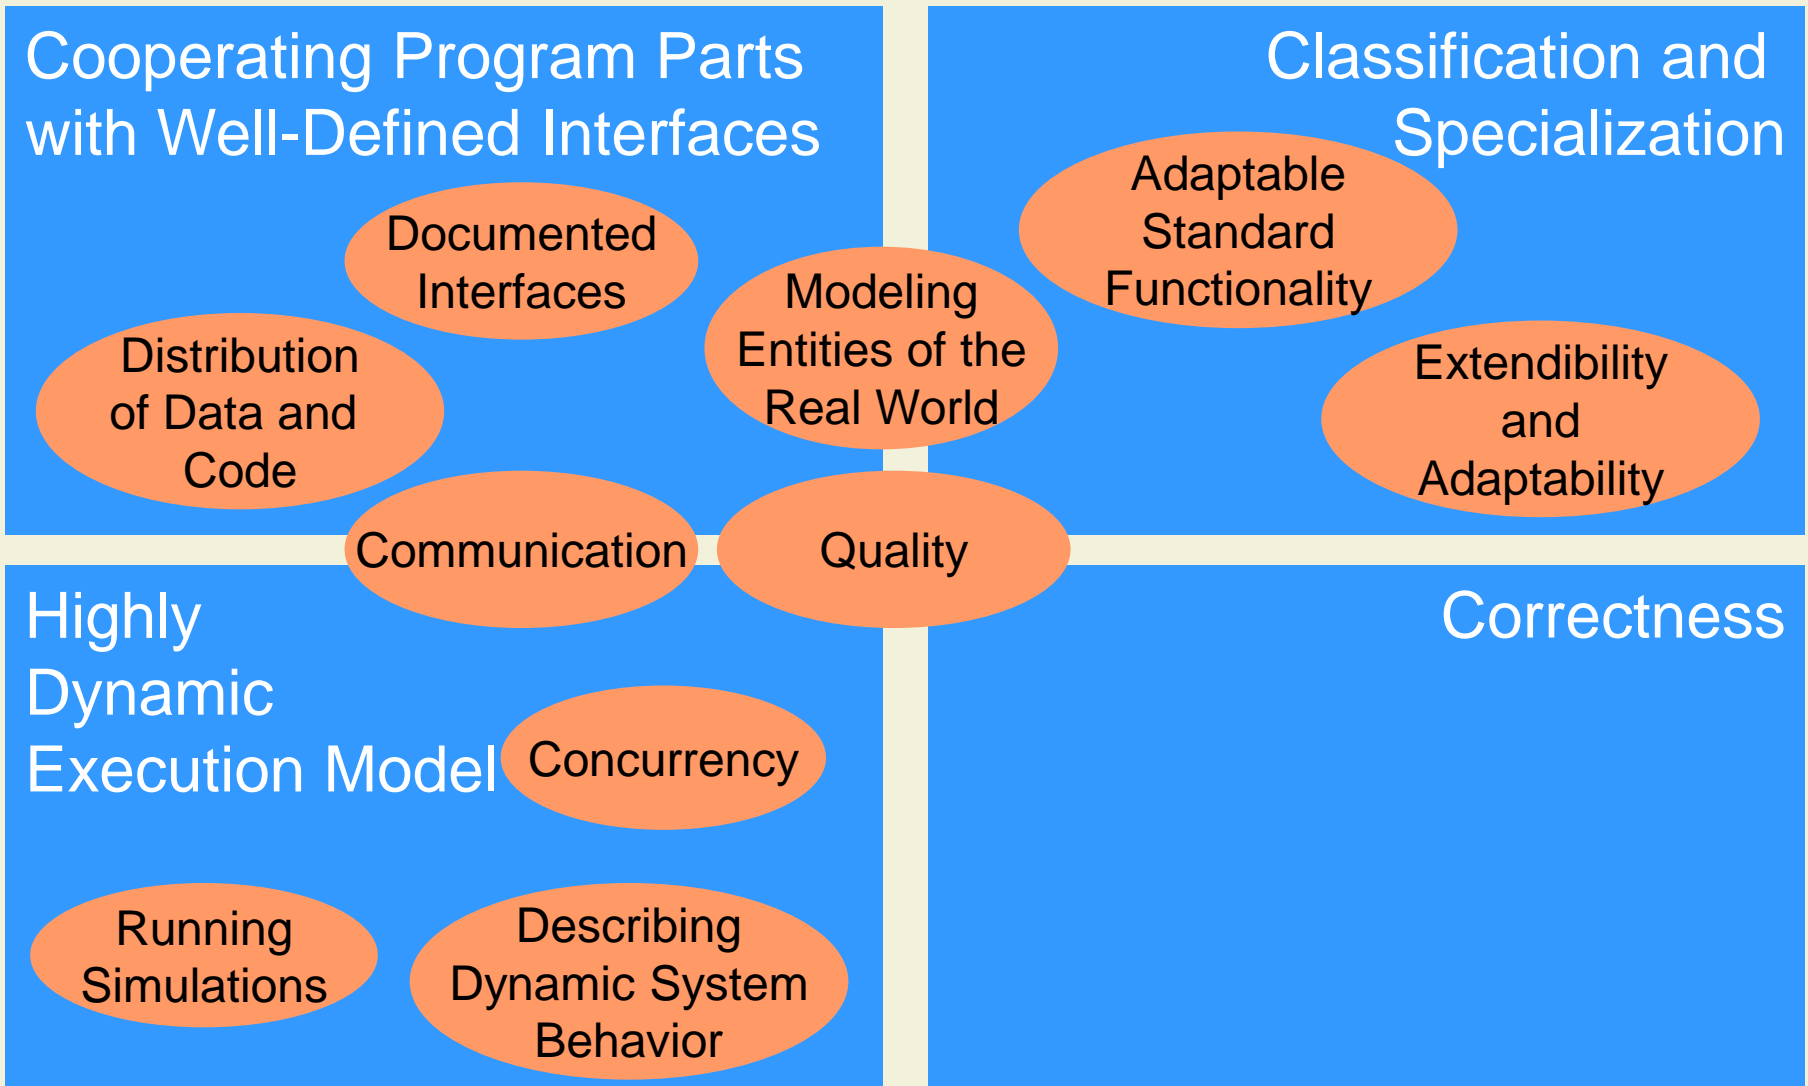 Cooperating Program Parts
with Well-Defined Interfaces
Documented
Interfaces
Distribution
of Data and
Code
Modeling
Entities of the
Real World
Classification and
Specialization
Adaptable
Standard
Functionality
Extendibility
and
Adaptability
Communication
Quality
Highly
Dynamic
Execution Model
Concurrency
Running
Simulations
Describing
Dynamic System
Behavior
Correctness